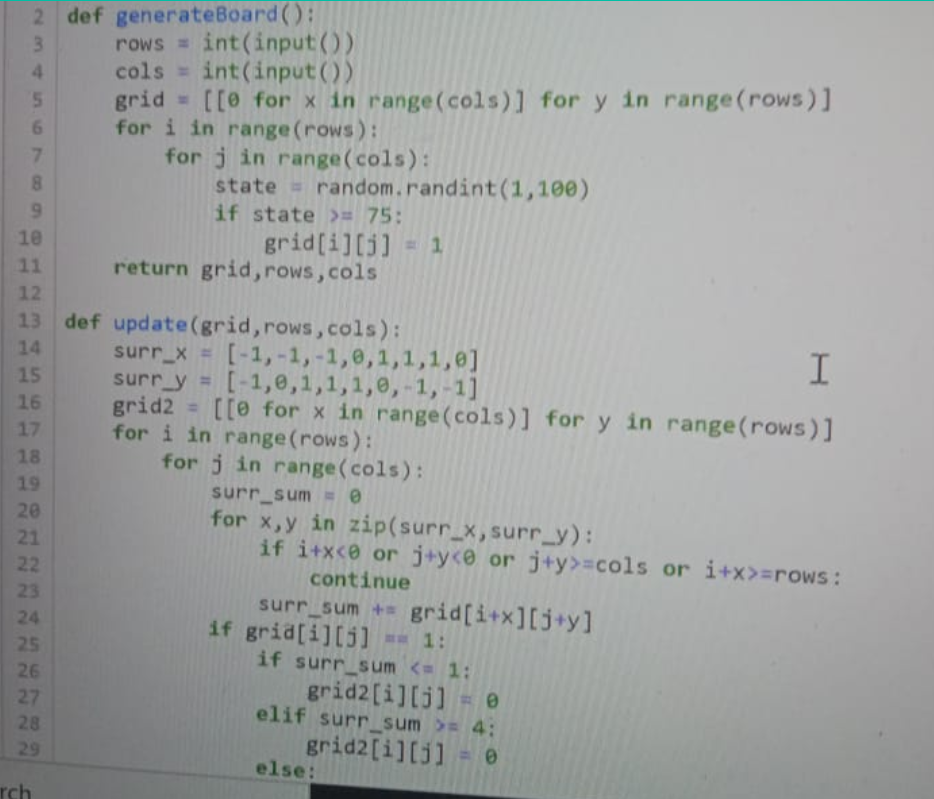 2 def generateBoard():
3     rows = int(input())
4     cols = int(input())
5     grid = [[0 for x in range(cols)] for y in range(rows)]
6     for i in range(rows):
7         for j in range(cols):
8             state = random.randint(1,100)
9             if state >= 75:
10                 grid[i][j] = 1
11     return grid,rows,cols
12
13 def update(grid,rows,cols):
14     surr_x = [-1,-1,-1,0,1,1,1,0]
15     surr_y = [-1,0,1,1,1,0,-1,-1]
16     grid2 = [[0 for x in range(cols)] for y in range(rows)]
17     for i in range(rows):
18         for j in range(cols):
19             surr_sum = 0
20             for x,y in zip(surr_x,surr_y):
21                 if i+x<0 or j+y<0 or j+y>=cols or i+x>=rows:
22                     continue
23                 surr_sum += grid[i+x][j+y]
24             if grid[i][j] == 1:
25                 if surr_sum <= 1:
26                     grid2[i][j] = 0
27                 elif surr_sum >= 4:
28                     grid2[i][j] = 0
29                 else:
rch